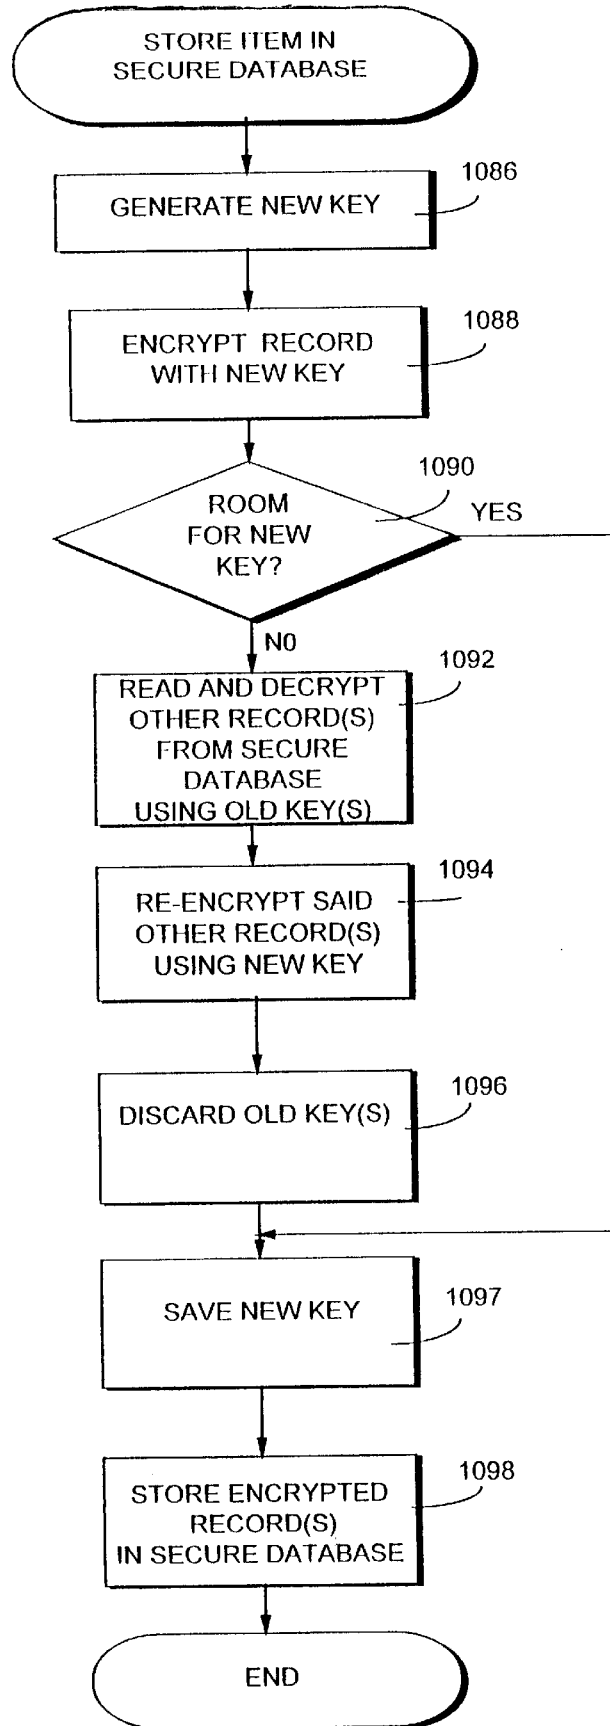 STORE ITEM IN
SECURE DATABASE
1086
GENERATE NEW KEY
1088
ENCRYPT RECORD
WITH NEW KEY
1090
ROOM
FOR NEW
KEY?
YES
NO
1092
READ AND DECRYPT
OTHER RECORD(S)
FROM SECURE
DATABASE
USING OLD KEY(S)
1094
RE-ENCRYPT SAID
OTHER RECORD(S)
USING NEW KEY
1096
DISCARD OLD KEY(S)
1097
SAVE NEW KEY
1098
STORE ENCRYPTED
RECORD(S)
IN SECURE DATABASE
END